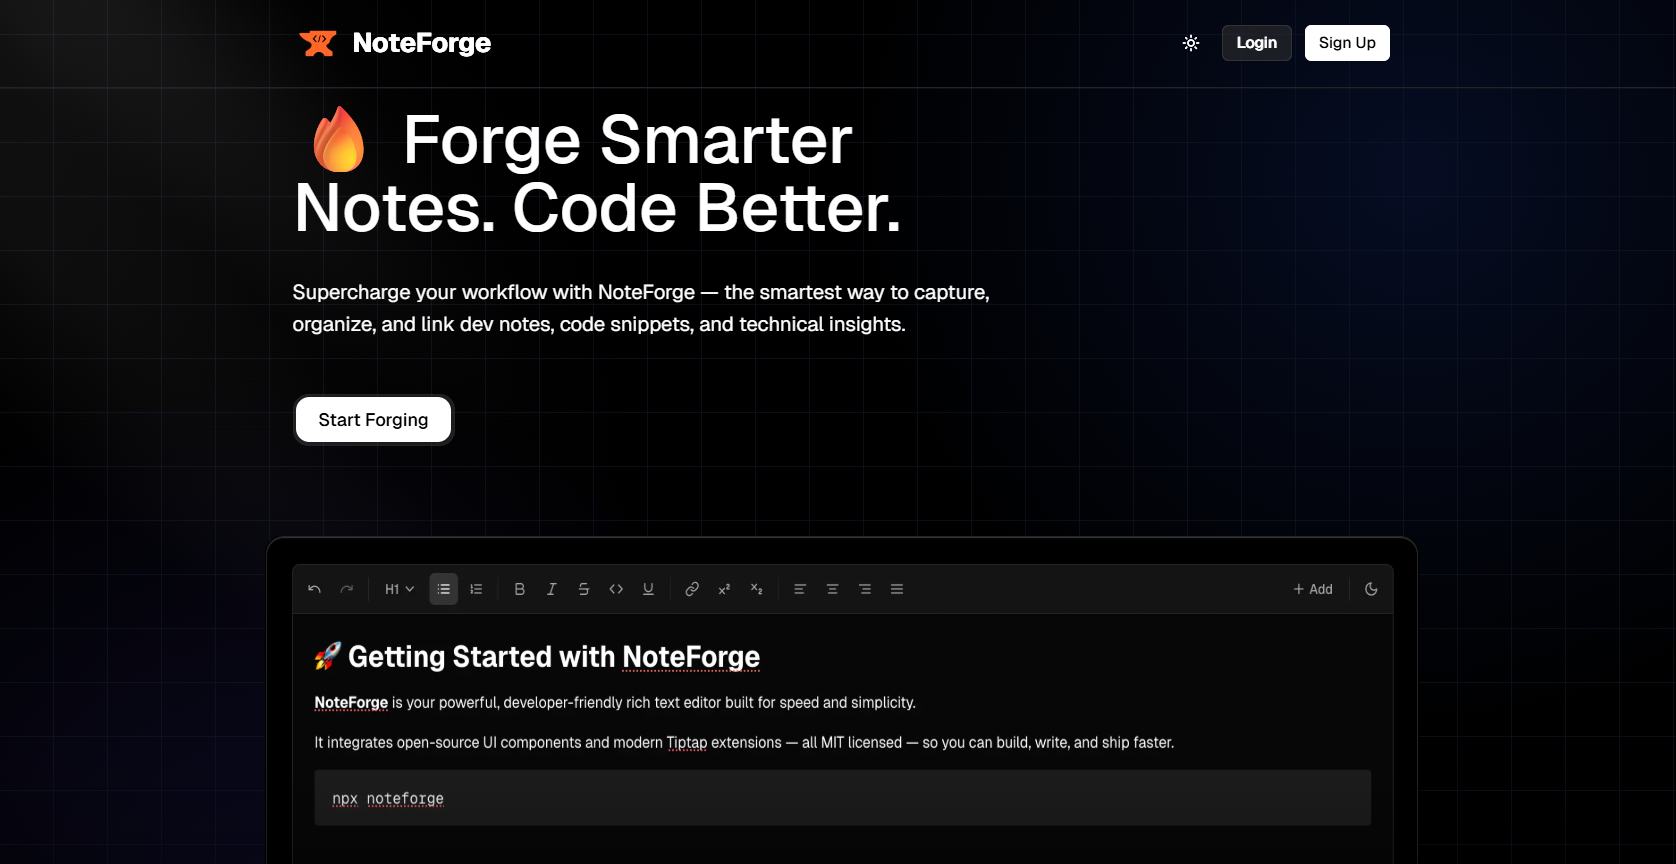 NoteForge
Login
Sign Up
🔥 Forge Smarter
Notes. Code Better.
Supercharge your workflow with NoteForge — the smartest way to capture,
organize, and link dev notes, code snippets, and technical insights.
Start Forging
H1
B I S <> U x² x₂
+ Add
🚀 Getting Started with NoteForge
NoteForge is your powerful, developer-friendly rich text editor built for speed and simplicity.
It integrates open-source UI components and modern Tiptap extensions — all MIT licensed — so you can build, write, and ship faster.
npx noteforge